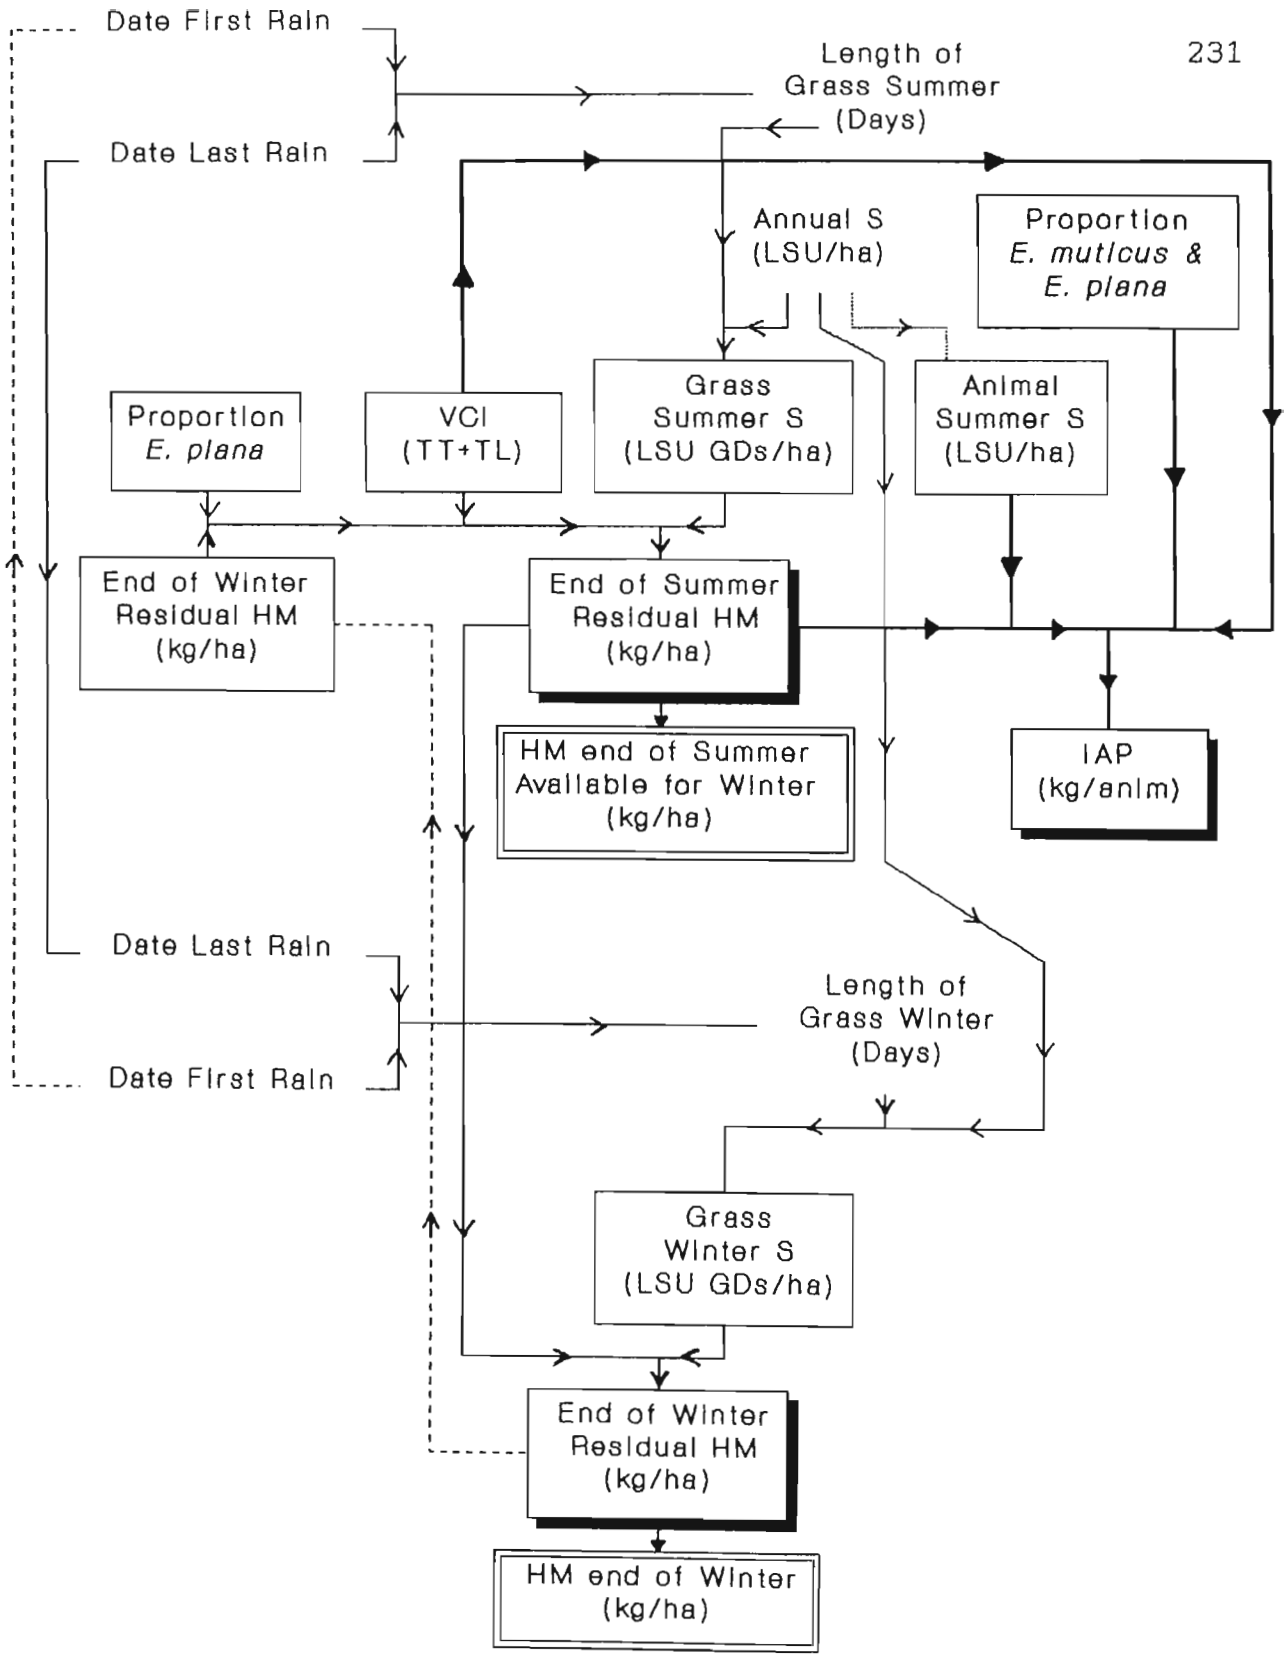 Date First Rain
231
Length of
Grass Summer
(Days)
Date Last Rain
Annual S
(LSU/ha)
Proportion
E. muticus &
E. plana
Proportion
E. plana
VCI
(TT+TL)
Grass
Summer S
(LSU GDs/ha)
Animal
Summer S
(LSU/ha)
End of Winter
Residual HM
(kg/ha)
End of Summer
Residual HM
(kg/ha)
HM end of Summer
Available for Winter
(kg/ha)
IAP
(kg/anim)
Date Last Rain
Length of
Grass Winter
(Days)
Date First Rain
Grass
Winter S
(LSU GDs/ha)
End of Winter
Residual HM
(kg/ha)
HM end of Winter
(kg/ha)